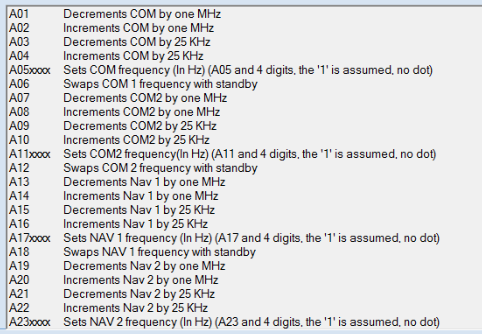 A01 Decrements COM by one MHz
A02 Increments COM by one MHz
A03 Decrements COM by 25 KHz
A04 Increments COM by 25 KHz
A05xxxx Sets COM frequency (In Hz) (A05 and 4 digits, the '1' is assumed, no dot)
A06 Swaps COM 1 frequency with standby
A07 Decrements COM2 by one MHz
A08 Increments COM2 by one MHz
A09 Decrements COM2 by 25 KHz
A10 Increments COM2 by 25 KHz
A11xxxx Sets COM2 frequency(In Hz) (A11 and 4 digits, the '1' is assumed, no dot)
A12 Swaps COM 2 frequency with standby
A13 Decrements Nav 1 by one MHz
A14 Increments Nav 1 by one MHz
A15 Decrements Nav 1 by 25 KHz
A16 Increments Nav 1 by 25 KHz
A17xxxx Sets NAV 1 frequency (In Hz) (A17 and 4 digits, the '1' is assumed, no dot)
A18 Swaps NAV 1 frequency with standby
A19 Decrements Nav 2 by one MHz
A20 Increments Nav 2 by one MHz
A21 Decrements Nav 2 by 25 KHz
A22 Increments Nav 2 by 25 KHz
A23xxxx Sets NAV 2 frequency (In Hz) (A23 and 4 digits, the '1' is assumed, no dot)